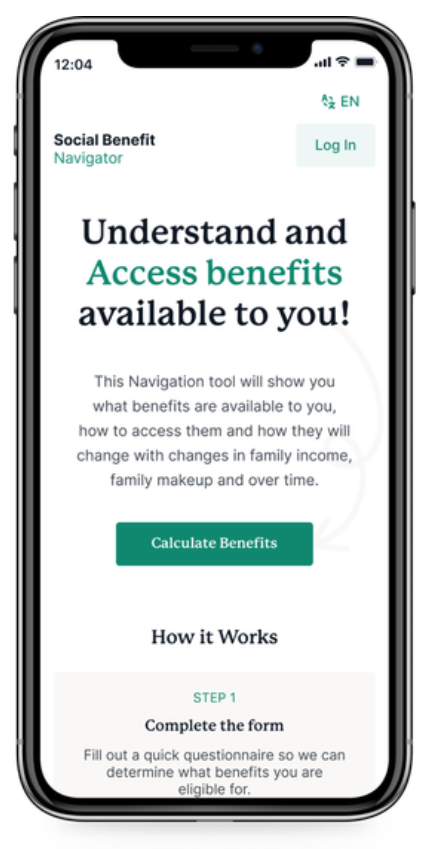 12:04
EN
Social Benefit
Navigator
Log In
Understand and
Access benefits
available to you!
This Navigation tool will show you
what benefits are available to you,
how to access them and how they will
change with changes in family income,
family makeup and over time.
Calculate Benefits
How it Works
STEP 1
Complete the form
Fill out a quick questionnaire so we can
determine what benefits you are
eligible for.